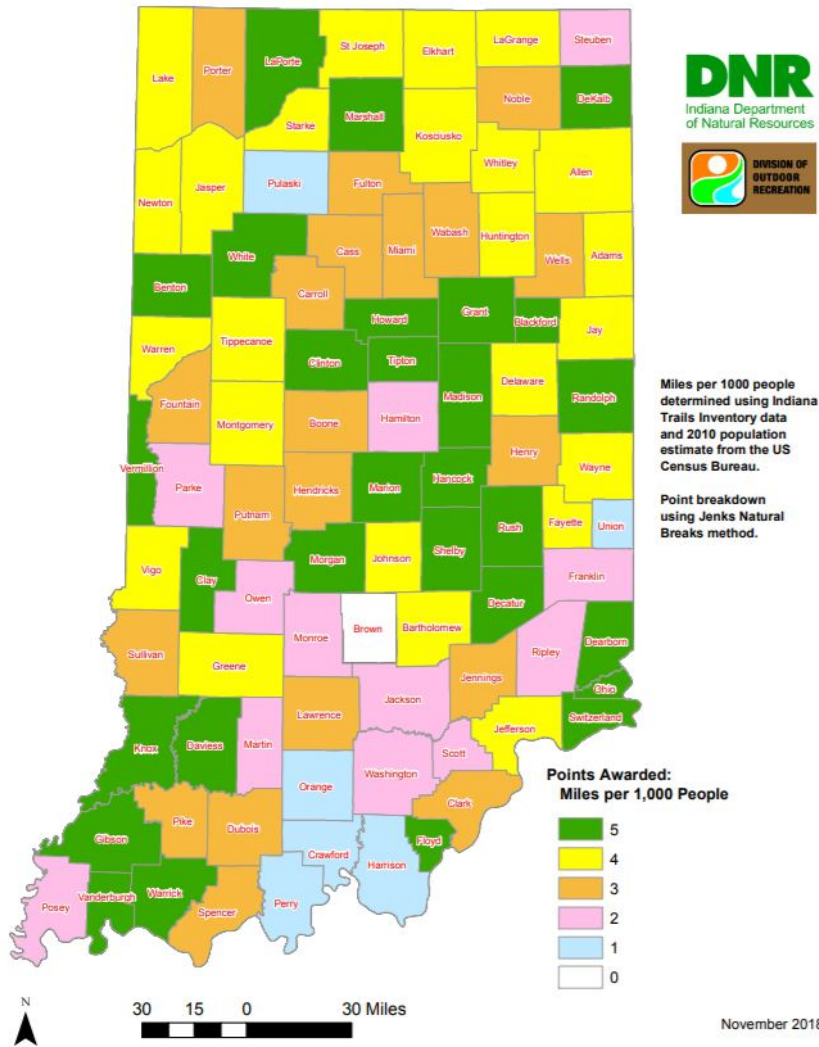 St Joseph
Elkhart
LaGrange
Steuben
Lake
Porter
LaPorte
Noble
DeKalb
Marshall
Starke
Kosciusko
Whitley
Allen
Newton
Jasper
Pulaski
Fulton
White
Cass
Miami
Wabash
Huntington
Wells
Adams
Benton
Carroll
Howard
Grant
Blackford
Jay
Warren
Tippecanoe
Clinton
Tipton
Madison
Delaware
Randolph
Fountain
Montgomery
Boone
Hamilton
Henry
Wayne
Vermillion
Parke
Putnam
Hendricks
Marion
Hancock
Rush
Fayette
Union
Vigo
Clay
Morgan
Johnson
Shelby
Franklin
Owen
Decatur
Monroe
Brown
Bartholomew
Dearborn
Sullivan
Greene
Jennings
Ripley
Ohio
Jackson
Lawrence
Jefferson
Switzerland
Knox
Daviess
Martin
Scott
Washington
Orange
Clark
Gibson
Pike
Dubois
Floyd
Crawford
Harrison
Posey
Vanderburgh
Warrick
Spencer
Perry
DNR
Indiana Department
of Natural Resources
DIVISION OF
OUTDOOR
RECREATION
Miles per 1000 people
determined using Indiana
Trails Inventory data
and 2010 population
estimate from the US
Census Bureau.
Point breakdown
using Jenks Natural
Breaks method.
Points Awarded:
Miles per 1,000 People
5
4
3
2
1
0
N
30 15 0 30 Miles
November 2018